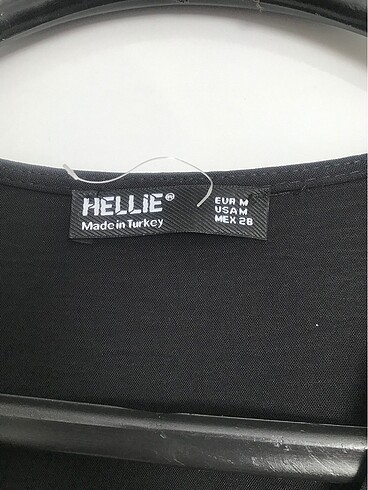 HELLIE®
Made in Turkey
EUR M
USA M
MEX 28